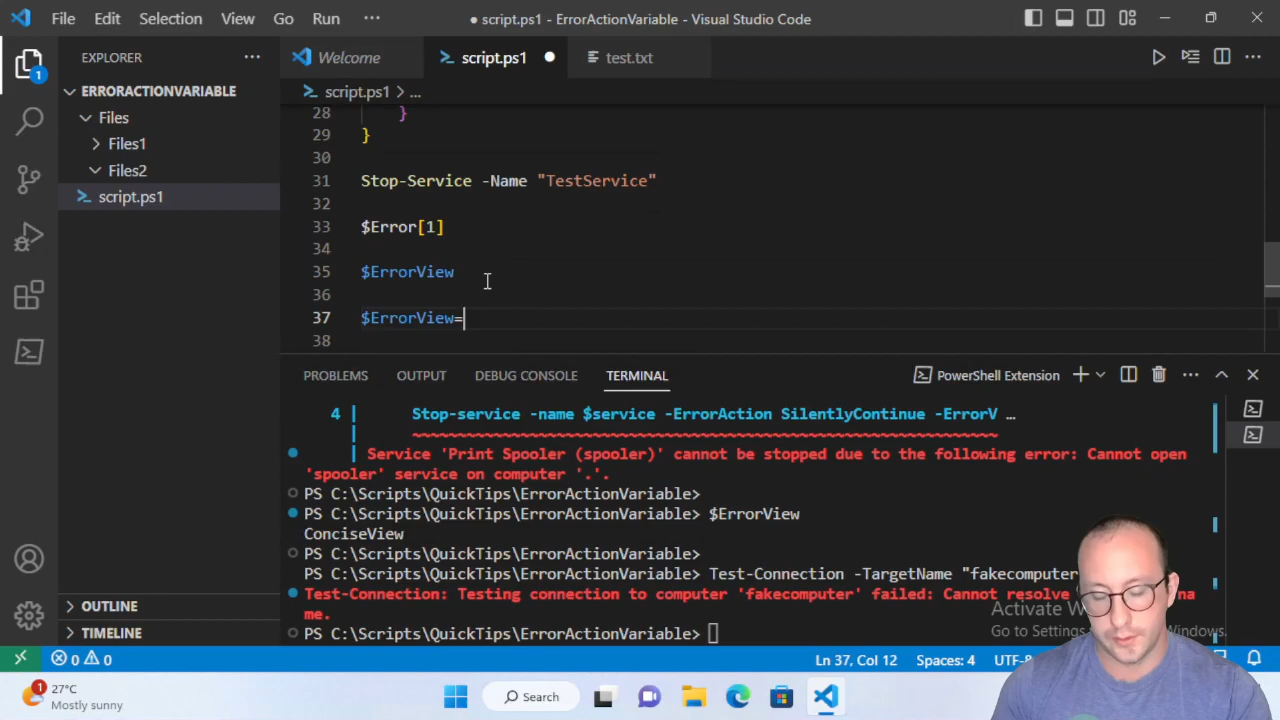 File Edit Selection View Go Run ···
● script.ps1 - ErrorActionVariable - Visual Studio Code
EXPLORER ···
Welcome
script.ps1 ●
test.txt
ERRORACTIONVARIABLE
Files
Files1
Files2
script.ps1
OUTLINE
TIMELINE
1
script.ps1 > ...
28 }
29 }
30
31 Stop-Service -Name "TestService"
32
33 $Error[1]
34
35 $ErrorView
36
37 $ErrorView=
38
PROBLEMS OUTPUT DEBUG CONSOLE TERMINAL
PowerShell Extension
4 | Stop-service -name $service -ErrorAction SilentlyContinue -ErrorV …
| ~~~~~~~~~~~~~~~~~~~~~~~~~~~~~~~~~~~~~~~~~~~~~~~~~~~~~~~~~~~~~~~
| Service 'Print Spooler (spooler)' cannot be stopped due to the following error: Cannot open
'spooler' service on computer '.'.
PS C:\Scripts\QuickTips\ErrorActionVariable>
PS C:\Scripts\QuickTips\ErrorActionVariable> $ErrorView
ConciseView
PS C:\Scripts\QuickTips\ErrorActionVariable>
PS C:\Scripts\QuickTips\ErrorActionVariable> Test-Connection -TargetName "fakecomputer
Test-Connection: Testing connection to computer 'fakecomputer' failed: Cannot resolve
me.
PS C:\Scripts\QuickTips\ErrorActionVariable>
Activate
Go to Settings Windows.
0 0
Ln 37, Col 12 Spaces: 4
1
27°C
Mostly sunny
Search